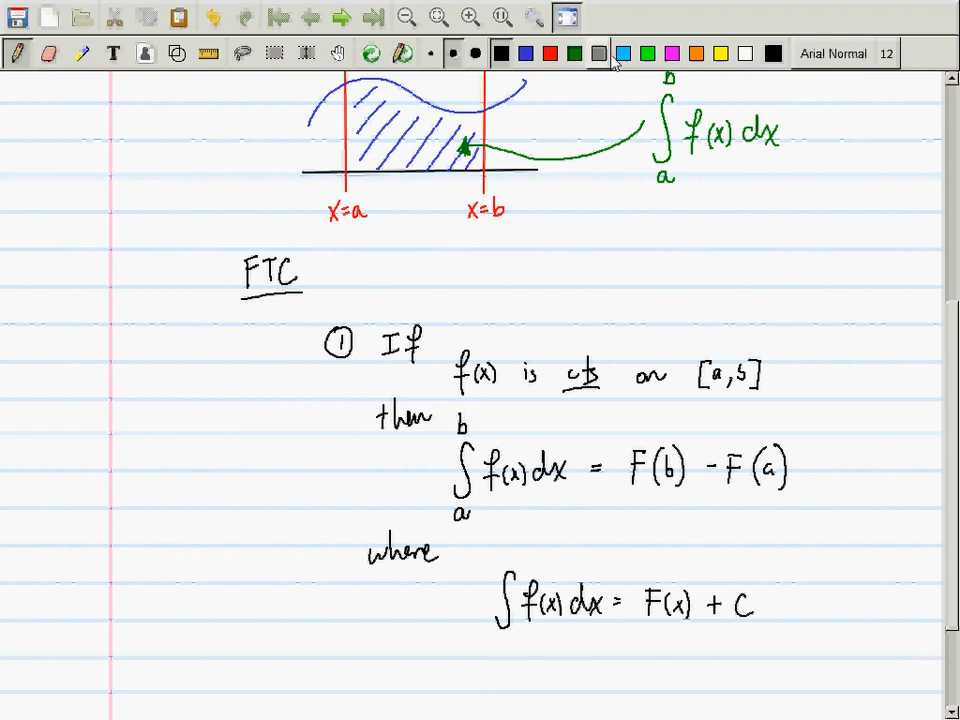 T
Arial Normal 12
b
∫ f(x) dx
a
x=a x=b
FTC
① If
f(x) is cts on [a,b]
then
b
∫ f(x) dx = F(b) - F(a)
a
where
∫ f(x) dx = F(x) + C